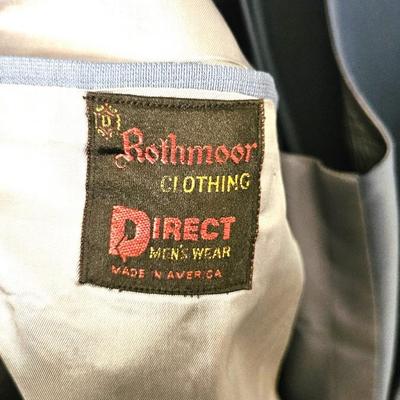 D
Rothmoor
CLOTHING
DIRECT
MEN'S WEAR
MADE IN AMERICA